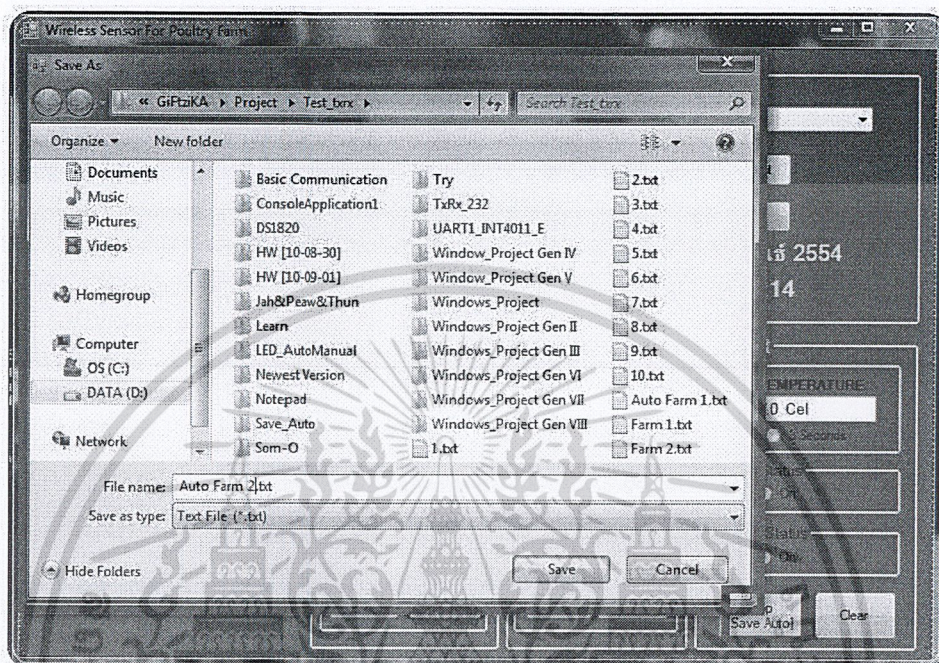 Wireless Sensor For Poultry Farm
Save As
« GiFtziKA ▸ Project ▸ Test_txrx ▸
Search Test_txrx
Organize
New folder
Documents
Music
Pictures
Videos
Homegroup
Computer
OS (C:)
DATA (D:)
Network
Basic Communication
ConsoleApplication1
DS1820
HW [10-08-30]
HW [10-09-01]
Jah&Peaw&Thun
Learn
LED_AutoManual
Newest Version
Notepad
Save_Auto
Som-O
Try
TxRx_232
UART1_INT4011_E
Window_Project Gen IV
Window_Project Gen V
Windows_Project
Windows_Project Gen II
Windows_Project Gen III
Windows_Project Gen VI
Windows_Project Gen VII
Windows_Project Gen VIII
1.txt
2.txt
3.txt
4.txt
5.txt
6.txt
7.txt
8.txt
9.txt
10.txt
Auto Farm 1.txt
Farm 1.txt
Farm 2.txt
File name: Auto Farm 2.txt
Save as type: Text File (*.txt)
Hide Folders
Save
Cancel
2554
14
TEMPERATURE
0 Cel
Seconds
Status
On
Status
On
Save Auto]
Clear